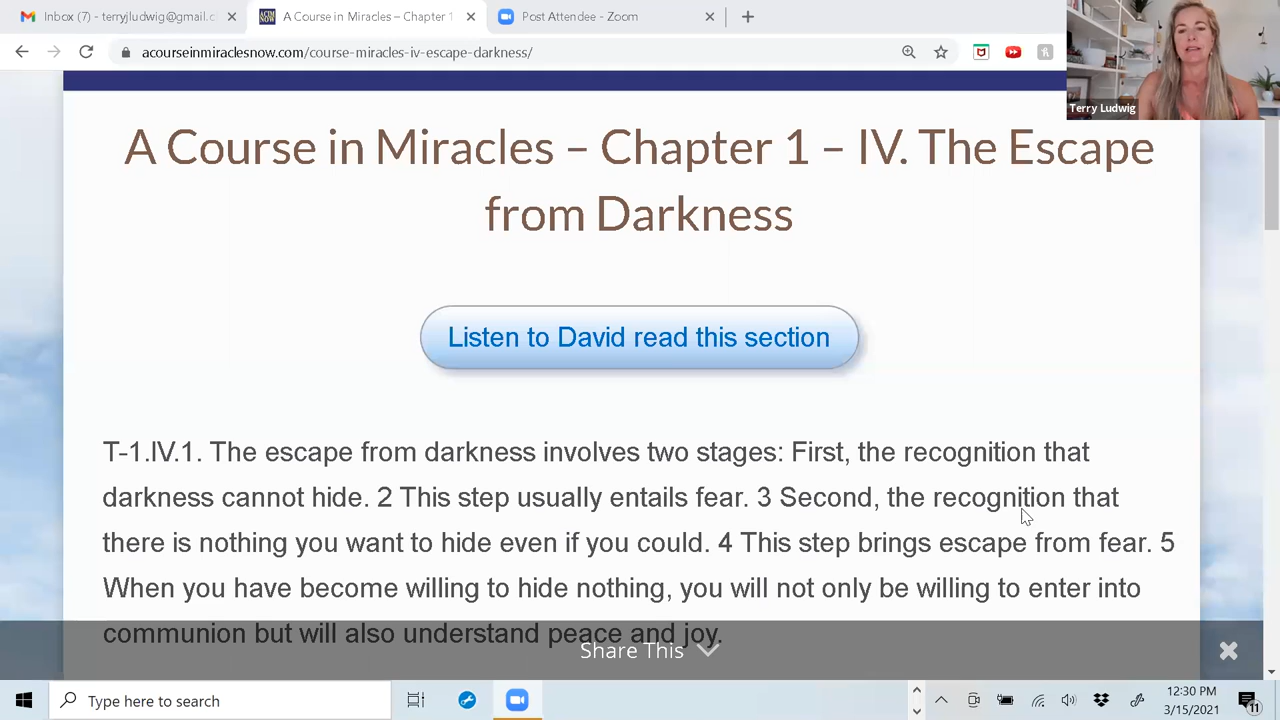 Inbox (7) - terryjludwig@gmail.c
A Course in Miracles – Chapter 1
Post Attendee - Zoom
acourseinmiraclesnow.com/course-miracles-iv-escape-darkness/
Terry Ludwig
A Course in Miracles – Chapter 1 – IV. The Escape
from Darkness
Listen to David read this section
T-1.IV.1. The escape from darkness involves two stages: First, the recognition that
darkness cannot hide. 2 This step usually entails fear. 3 Second, the recognition that
there is nothing you want to hide even if you could. 4 This step brings escape from fear. 5
When you have become willing to hide nothing, you will not only be willing to enter into
communion but will also understand peace and joy.
Share This
Type here to search
12:30 PM
3/15/2021
11